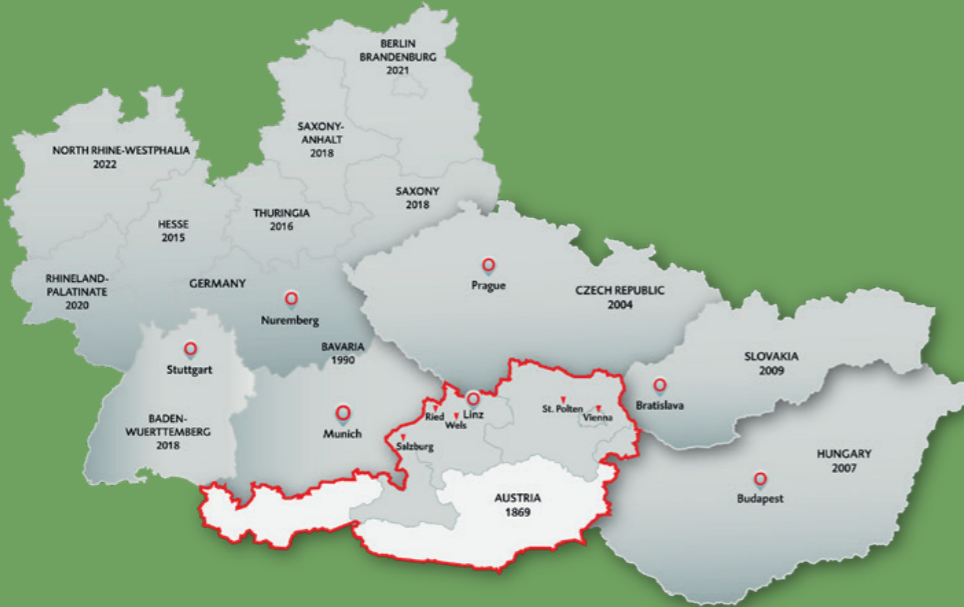 BERLIN
BRANDENBURG
2021
SAXONY-
ANHALT
2018
NORTH RHINE-WESTPHALIA
2022
SAXONY
2018
HESSE
2015
THURINGIA
2016
RHINELAND-
PALATINATE
2020
GERMANY
Prague
CZECH REPUBLIC
2004
Nuremberg
BAVARIA
1990
Stuttgart
SLOVAKIA
2009
Bratislava
BADEN-
WUERTTEMBERG
2018
Munich
Ried
Wels
Linz
St. Polten
Vienna
Salzburg
HUNGARY
2007
AUSTRIA
1869
Budapest